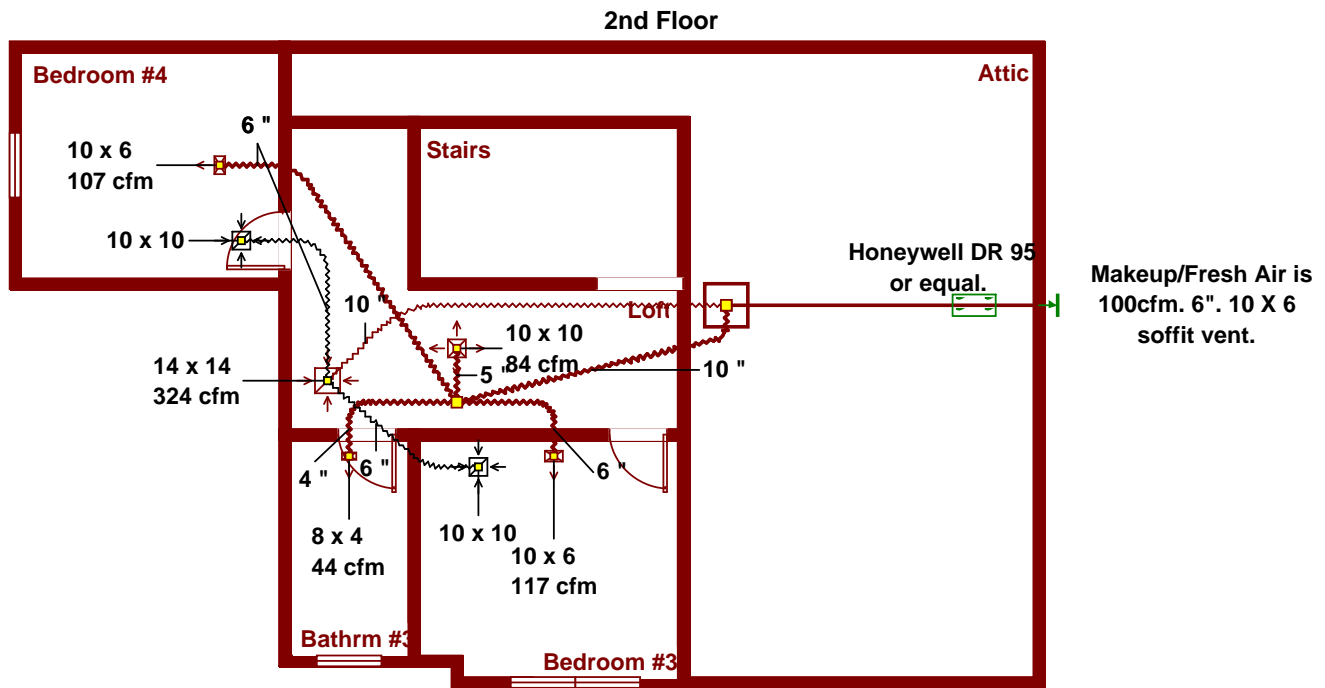 2nd Floor
Bedroom #4
Attic
6 "
Stairs
10 x 6
107 cfm
10 x 10
Honeywell DR 95
or equal.
Makeup/Fresh Air is
100cfm. 6". 10 X 6
soffit vent.
10 "
Loft
10 x 10
84 cfm
14 x 14
324 cfm
5 "
10 "
4 "
6 "
6 "
8 x 4
44 cfm
10 x 10
10 x 6
117 cfm
Bathrm #3
Bedroom #3